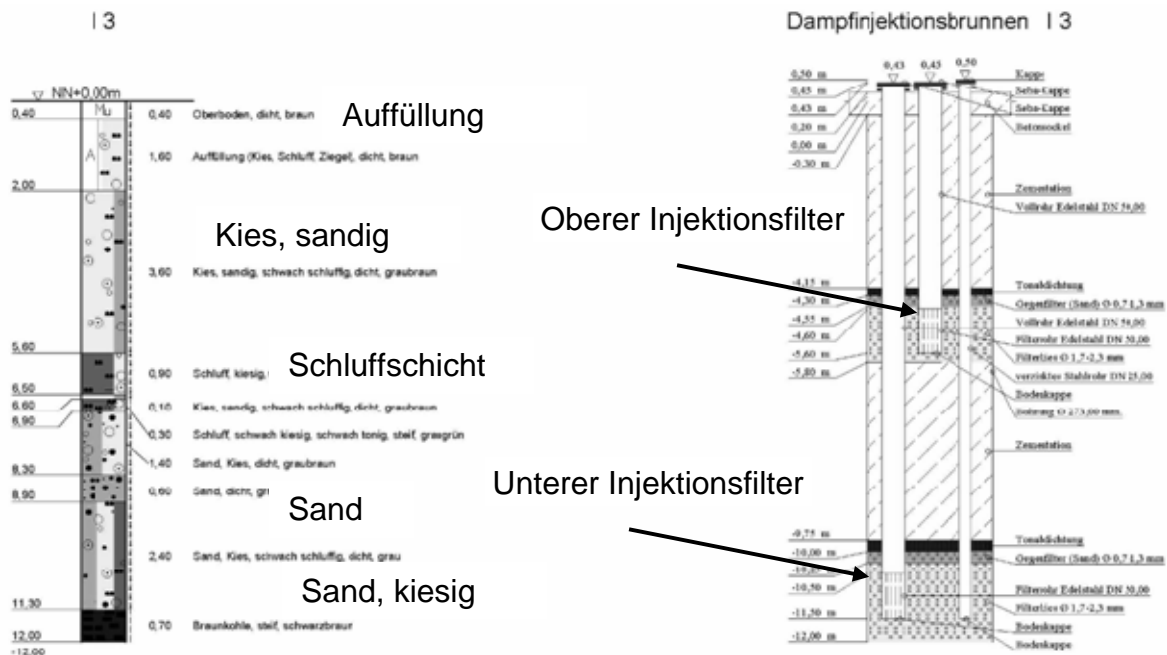 I 3
NN+0,00m
Mu
0,40
0,40 Oberboden, dicht, braun
Auffüllung
A
1,60 Auffüllung (Kies, Schluff, Ziegel), dicht, braun
2,00
Kies, sandig
3,60 Kies, sandig, schwach schluffig, dicht, graubraun
5,60
Schluffschicht
0,90 Schluff, kiesig,
6,50
6,60
0,10 Kies, sandig, schwach schluffig, dicht, graubraun
6,90
0,30 Schluff, schwach kiesig, schwach tonig, steif, graugrün
1,40 Sand, Kies, dicht, graubraun
8,30
0,60 Sand, dicht,
8,90
Sand
2,40 Sand, Kies, schwach schluffig, dicht, grau
Sand, kiesig
11,30
0,70 Braunkohle, steif, schwarzbraun
12,00
-12,00
Dampfinjektionsbrunnen I 3
0,43 0,45 0,50
0,50 m
Kappe
0,45 m
Seba-Kappe
0,43 m
Seba-Kappe
0,20 m
Betonsockel
0,00 m
-0,30 m
Zementation
Vollrohr Edelstahl DN 50,00
Oberer Injektionsfilter
-4,15 m
Tonabdichtung
-4,30 m
Gegenfilter (Sand) Ø 0,7-1,3 mm
-4,55 m
Vollrohr Edelstahl DN 50,00
-4,60 m
Filterrohr Edelstahl DN 50,00
-5,60 m
Filterkies Ø 1,7-2,3 mm
-5,80 m
verzinktes Stahlrohr DN 25,00
Bodenkappe
Bohrung Ø 273,00 mm
Zementation
Unterer Injektionsfilter
-9,75 m
Tonabdichtung
-10,00 m
Gegenfilter (Sand) Ø 0,7-1,3 mm
-10,50 m
Filterrohr Edelstahl DN 50,00
Filterkies Ø 1,7-2,3 mm
-11,50 m
Bodenkappe
-12,00 m
Bodenkappe